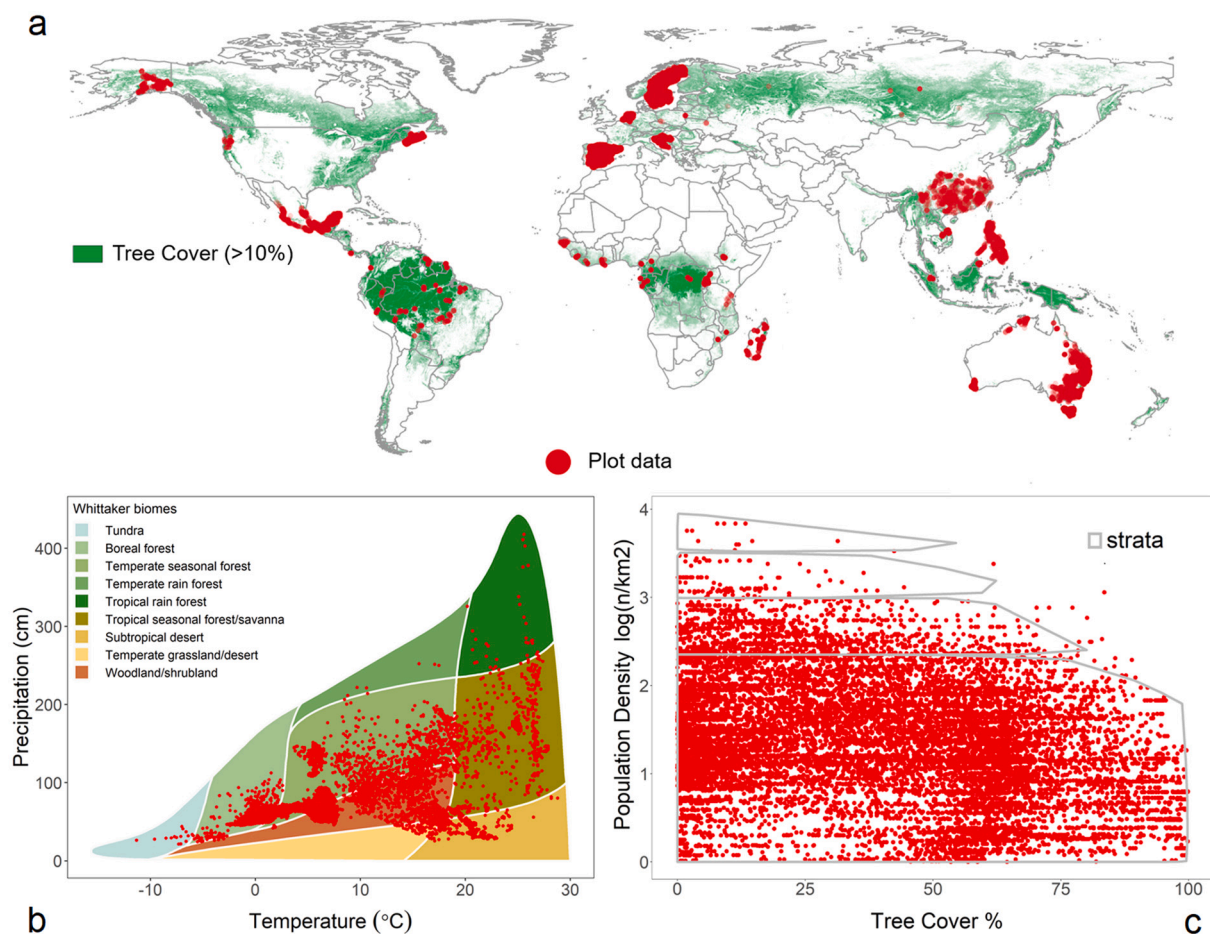 a
Tree Cover (>10%)
Plot data
Whittaker biomes
Tundra
Boreal forest
Temperate seasonal forest
Temperate rain forest
Tropical rain forest
Tropical seasonal forest/savanna
Subtropical desert
Temperate grassland/desert
Woodland/shrubland
Precipitation (cm)
400
300
200
100
0
-10
0
10
20
30
Temperature (°C)
b
strata
Population Density log(n/km2)
4
3
2
1
0
0
25
50
75
100
Tree Cover %
c